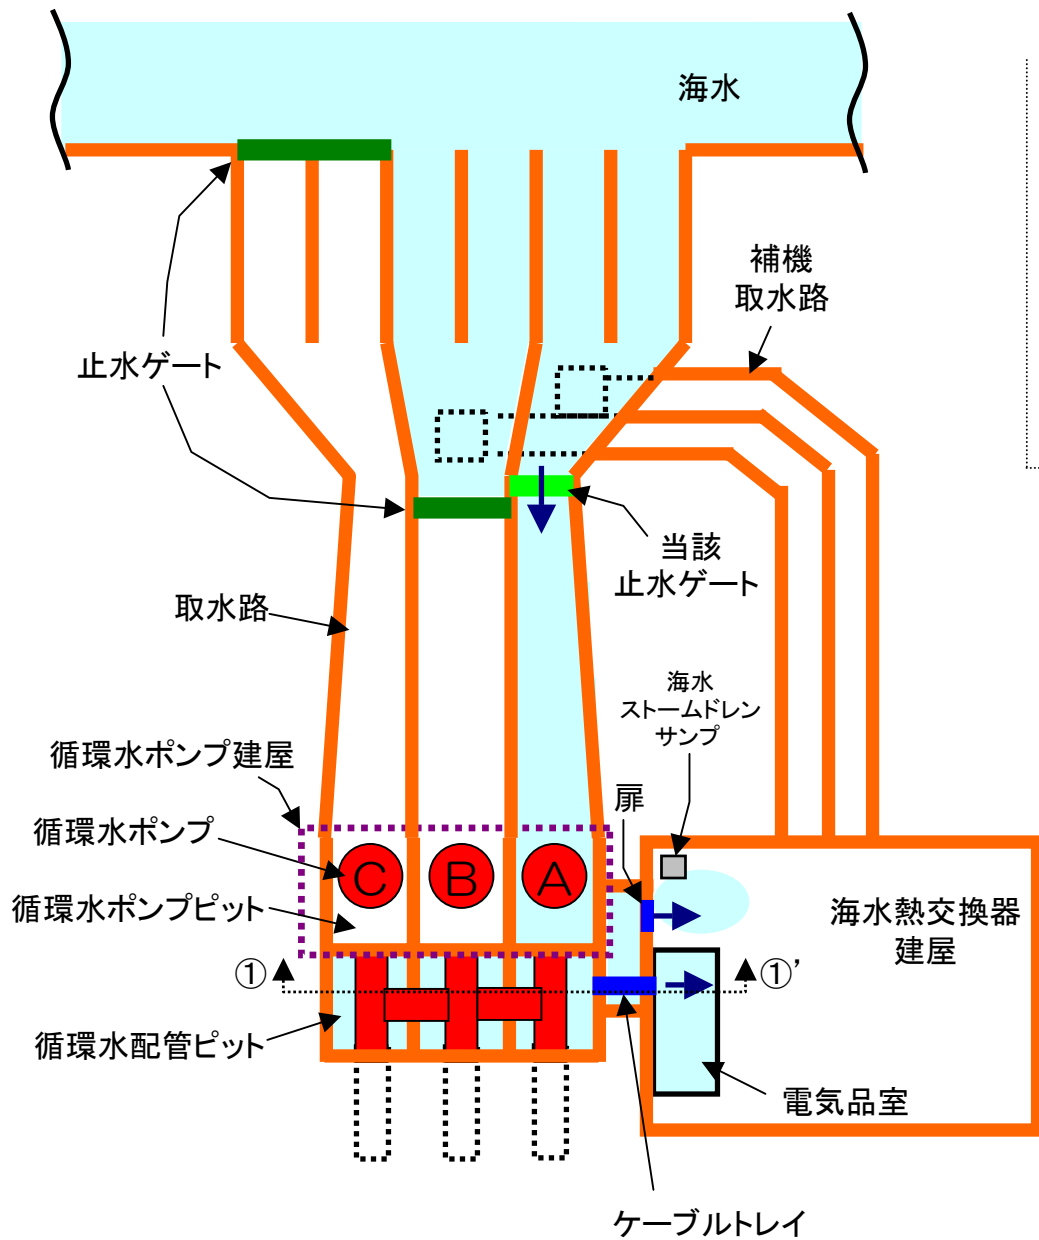 海水
補機
取水路
止水ゲート
当該
止水ゲート
取水路
海水
ストームドレン
サンプ
循環水ポンプ建屋
扉
循環水ポンプ
C B A
循環水ポンプピット
海水熱交換器
建屋
① ①’
循環水配管ピット
電気品室
ケーブルトレイ